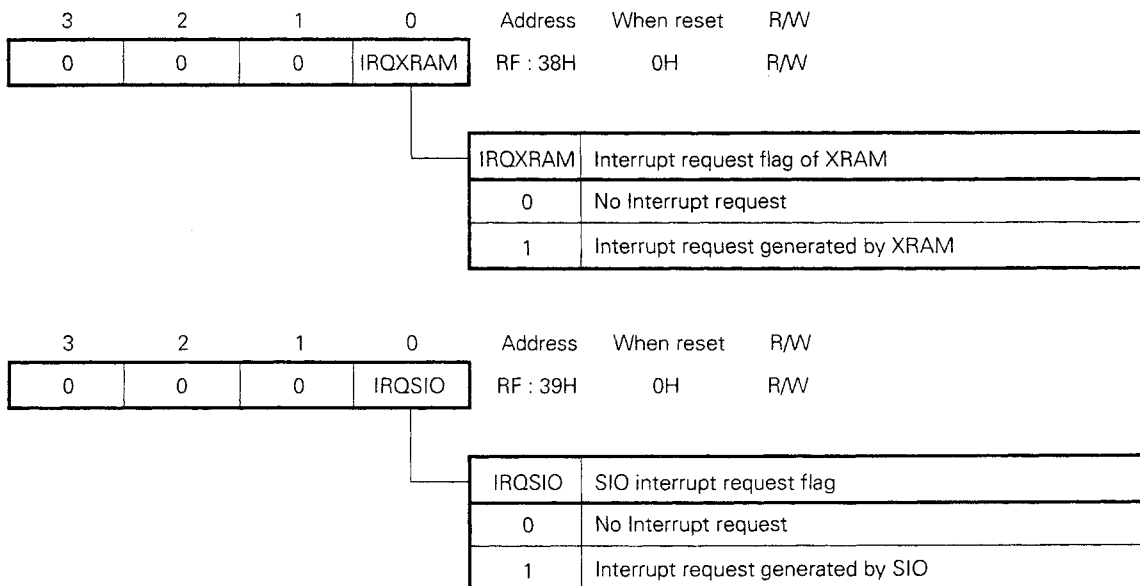 3 2 1 0 Address When reset R/W
0 0 0 IRQXRAM RF : 38H 0H R/W
IRQXRAM Interrupt request flag of XRAM
0 No Interrupt request
1 Interrupt request generated by XRAM
3 2 1 0 Address When reset R/W
0 0 0 IRQSIO RF : 39H 0H R/W
IRQSIO SIO interrupt request flag
0 No Interrupt request
1 Interrupt request generated by SIO